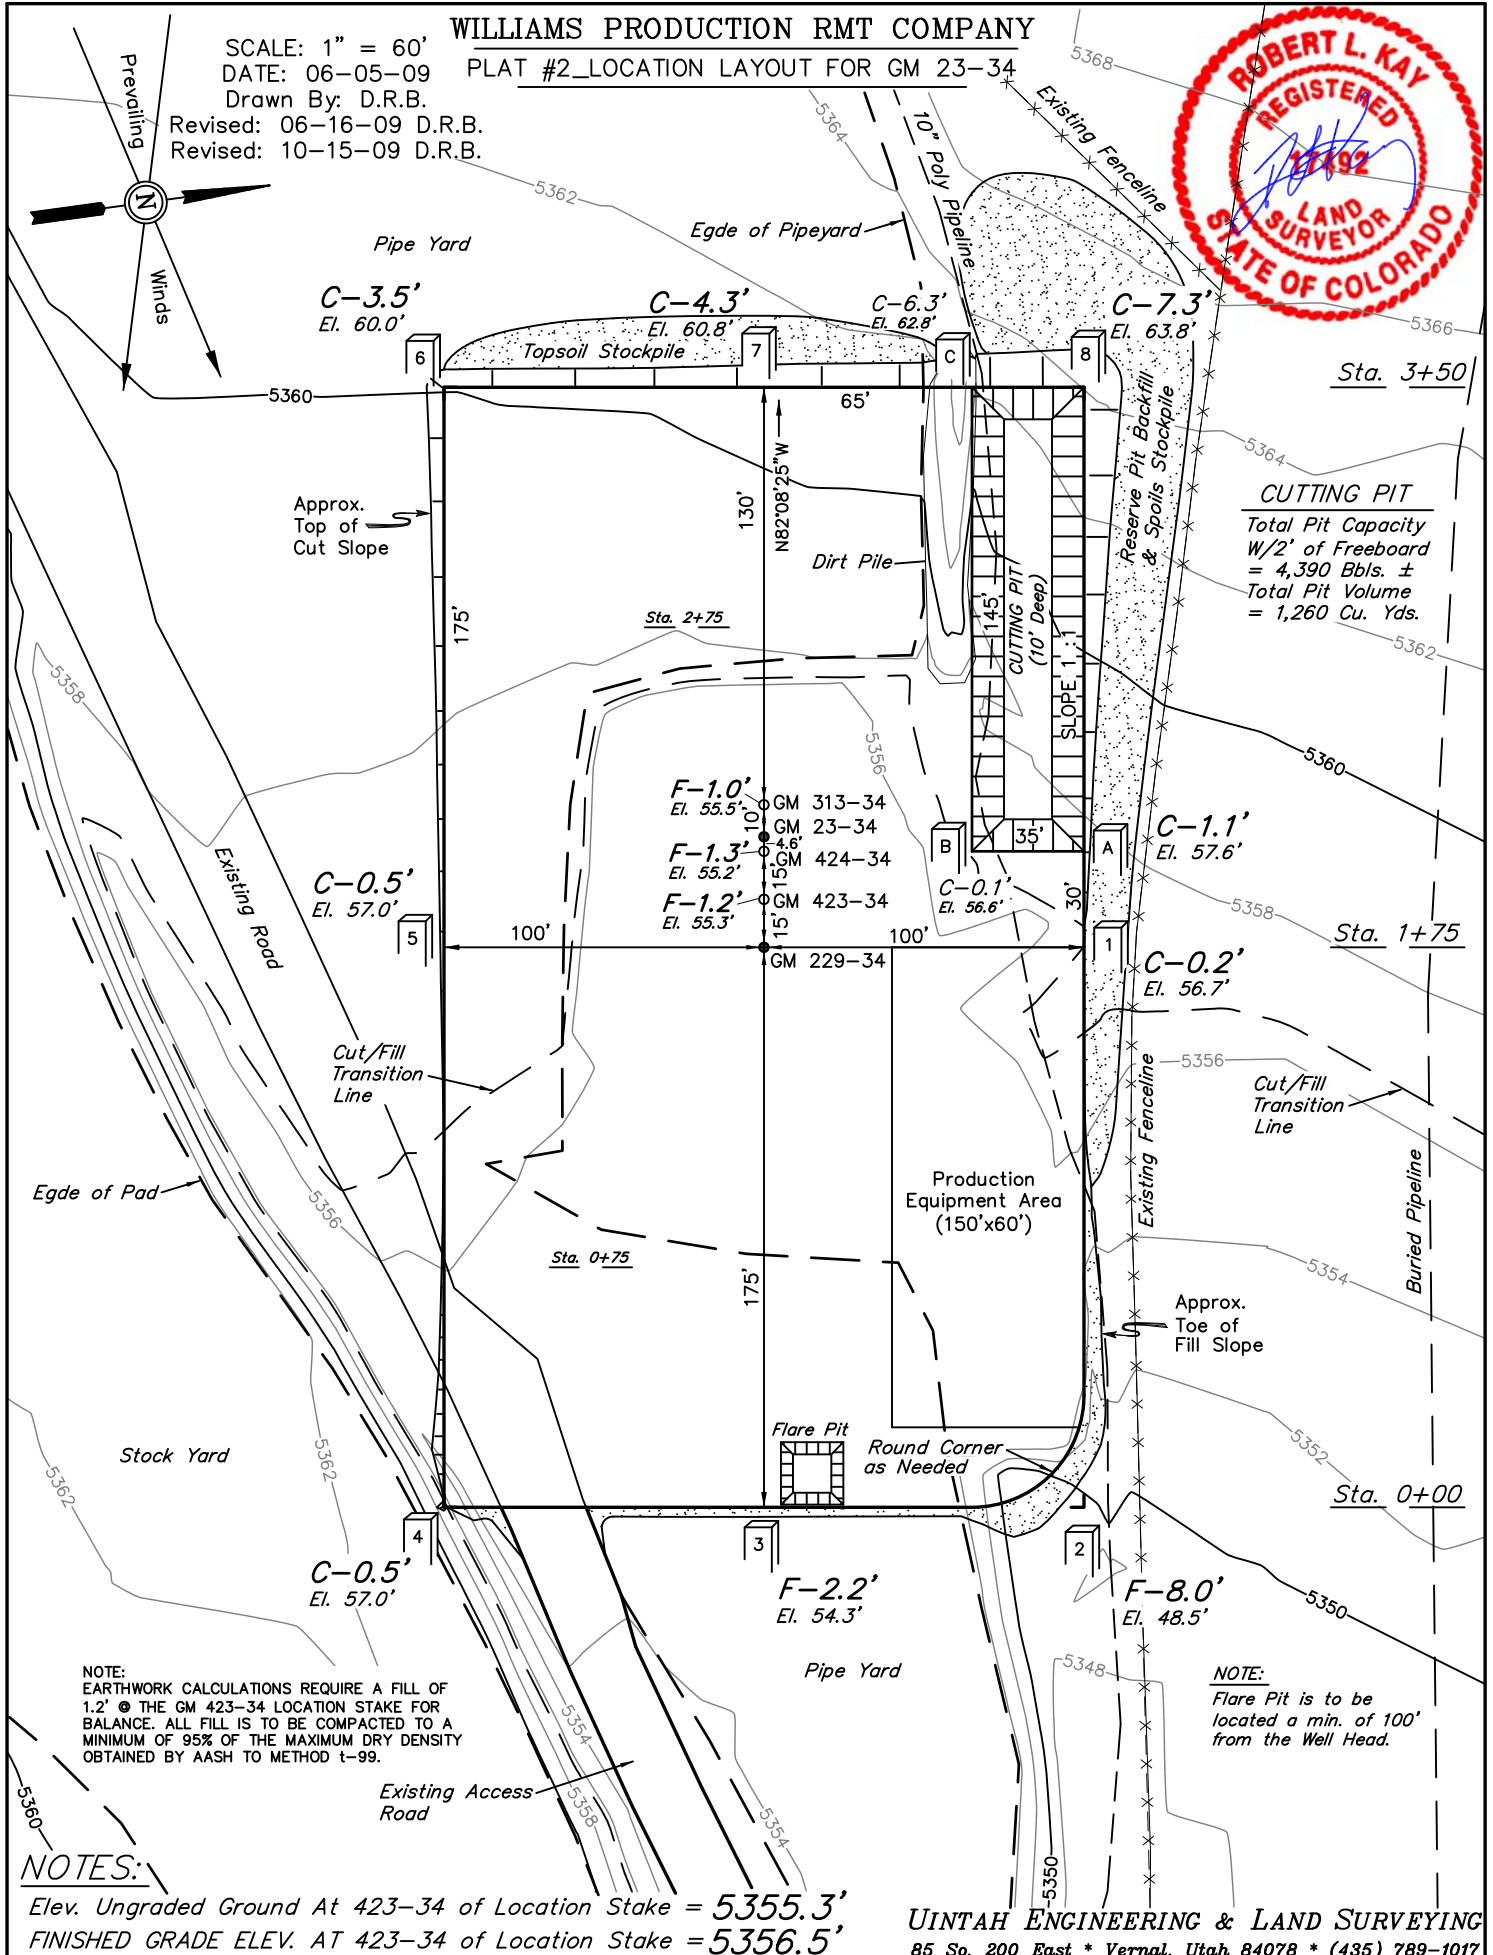 WILLIAMS PRODUCTION RMT COMPANY
PLAT #2_LOCATION LAYOUT FOR GM 23-34
SCALE: 1" = 60'
DATE: 06-05-09
Drawn By: D.R.B.
Revised: 06-16-09 D.R.B.
Revised: 10-15-09 D.R.B.
Prevailing
N
Winds
ROBERT L. KAY
REGISTERED
17492
LAND
SURVEYOR
STATE OF COLORADO
5368
5364
5362
10" Poly Pipeline
Existing Fenceline
Egde of Pipeyard
Pipe Yard
C-3.5'
El. 60.0'
C-4.3'
El. 60.8'
C-6.3'
El. 62.8'
C-7.3'
El. 63.8'
5366
6
Topsoil Stockpile
7
C
8
Sta. 3+50
5360
65'
130'
N82°08'25"W
Reserve Pit Backfill
& Spoils Stockpile
5364
Approx.
Top of
Cut Slope
CUTTING PIT
Total Pit Capacity
W/2' of Freeboard
= 4,390 Bbls. ±
Total Pit Volume
= 1,260 Cu. Yds.
Dirt Pile
175'
Sta. 2+75
145'
CUTTING PIT
(10' Deep)
SLOPE 1 : 1
5362
5358
5356
5360
F-1.0'
El. 55.5'
GM 313-34
10'
GM 23-34
4.6'
F-1.3'
El. 55.2'
GM 424-34
15'
F-1.2'
El. 55.3'
GM 423-34
15'
GM 229-34
B
35'
A
C-1.1'
El. 57.6'
C-0.1'
El. 56.6'
30'
5358
Existing Road
C-0.5'
El. 57.0'
5
100'
100'
1
Sta. 1+75
C-0.2'
El. 56.7'
Cut/Fill
Transition
Line
5356
Existing Fenceline
Cut/Fill
Transition
Line
Egde of Pad
5356
Production
Equipment Area
(150'x60')
Buried Pipeline
Sta. 0+75
175'
5354
Approx.
Toe of
Fill Slope
Flare Pit
Round Corner
as Needed
Stock Yard
5362
5362
5352
Sta. 0+00
4
3
2
C-0.5'
El. 57.0'
F-2.2'
El. 54.3'
F-8.0'
El. 48.5'
5350
Pipe Yard
5348
NOTE:
EARTHWORK CALCULATIONS REQUIRE A FILL OF
1.2' @ THE GM 423-34 LOCATION STAKE FOR
BALANCE. ALL FILL IS TO BE COMPACTED TO A
MINIMUM OF 95% OF THE MAXIMUM DRY DENSITY
OBTAINED BY AASH TO METHOD t-99.
NOTE:
Flare Pit is to be
located a min. of 100'
from the Well Head.
5354
5358
5354
5360
Existing Access
Road
5350
NOTES:
Elev. Ungraded Ground At 423-34 of Location Stake = 5355.3'
FINISHED GRADE ELEV. AT 423-34 of Location Stake = 5356.5'
UINTAH ENGINEERING & LAND SURVEYING
85 So. 200 East * Vernal, Utah 84078 * (435) 789-1017